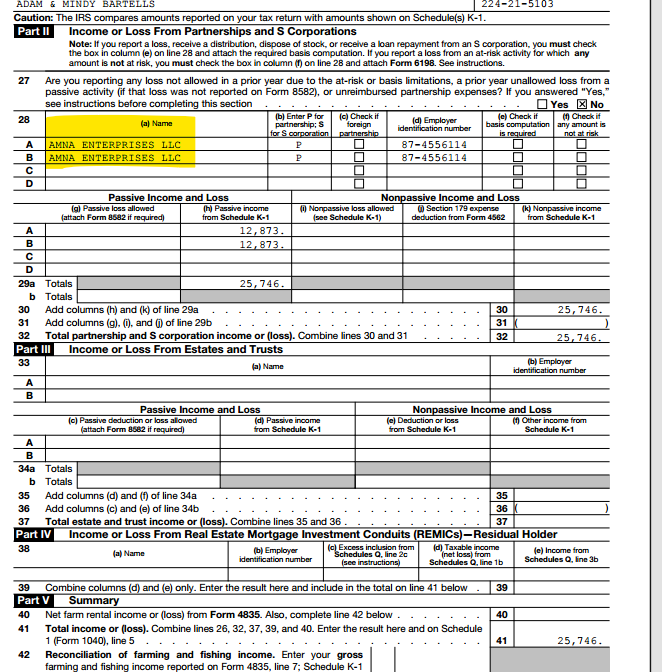 ADAM & MINDY BARTELLS 224-21-5103
Caution: The IRS compares amounts reported on your tax return with amounts shown on Schedule(s) K-1.
Part II Income or Loss From Partnerships and S Corporations
Note: If you report a loss, receive a distribution, dispose of stock, or receive a loan repayment from an S corporation, you must check
the box in column (e) on line 28 and attach the required basis computation. If you report a loss from an at-risk activity for which any
amount is not at risk, you must check the box in column (f) on line 28 and attach Form 6198. See instructions.
27 Are you reporting any loss not allowed in a prior year due to the at-risk or basis limitations, a prior year unallowed loss from a
passive activity (if that loss was not reported on Form 8582), or unreimbursed partnership expenses? If you answered “Yes,”
see instructions before completing this section . . . . . . . . . . . . . . . . . . . Yes X No
28 (a) Name (b) Enter P for partnership; S for S corporation (c) Check if foreign partnership (d) Employer identification number (e) Check if basis computation is required (f) Check if any amount is not at risk
A AMNA ENTERPRISES LLC P 87-4556114
B AMNA ENTERPRISES LLC P 87-4556114
C
D
Passive Income and Loss Nonpassive Income and Loss
(g) Passive loss allowed (attach Form 8582 if required) (h) Passive income from Schedule K-1 (i) Nonpassive loss allowed (see Schedule K-1) (j) Section 179 expense deduction from Form 4562 (k) Nonpassive income from Schedule K-1
A 12,873.
B 12,873.
C
D
29a Totals 25,746.
b Totals
30 Add columns (h) and (k) of line 29a . . . . . . . . . . . . . . . . . . . 30 25,746.
31 Add columns (g), (i), and (j) of line 29b . . . . . . . . . . . . . . . . . . 31 ( )
32 Total partnership and S corporation income or (loss). Combine lines 30 and 31 . . . . . 32 25,746.
Part III Income or Loss From Estates and Trusts
33 (a) Name (b) Employer identification number
A
B
Passive Income and Loss Nonpassive Income and Loss
(c) Passive deduction or loss allowed (attach Form 8582 if required) (d) Passive income from Schedule K-1 (e) Deduction or loss from Schedule K-1 (f) Other income from Schedule K-1
A
B
34a Totals
b Totals
35 Add columns (d) and (f) of line 34a . . . . . . . . . . . . . . . . . . . 35
36 Add columns (c) and (e) of line 34b . . . . . . . . . . . . . . . . . . . 36 ( )
37 Total estate and trust income or (loss). Combine lines 35 and 36 . . . . . . . . . . 37
Part IV Income or Loss From Real Estate Mortgage Investment Conduits (REMICs)—Residual Holder
38 (a) Name (b) Employer identification number (c) Excess inclusion from Schedules Q, line 2c (see instructions) (d) Taxable income (net loss) from Schedules Q, line 1b (e) Income from Schedules Q, line 3b
39 Combine columns (d) and (e) only. Enter the result here and include in the total on line 41 below . 39
Part V Summary
40 Net farm rental income or (loss) from Form 4835. Also, complete line 42 below . . . . . . 40
41 Total income or (loss). Combine lines 26, 32, 37, 39, and 40. Enter the result here and on Schedule
1 (Form 1040), line 5 . . . . . . . . . . . . . . . . . . . . . . . . 41 25,746.
42 Reconciliation of farming and fishing income. Enter your gross
farming and fishing income reported on Form 4835, line 7; Schedule K-1